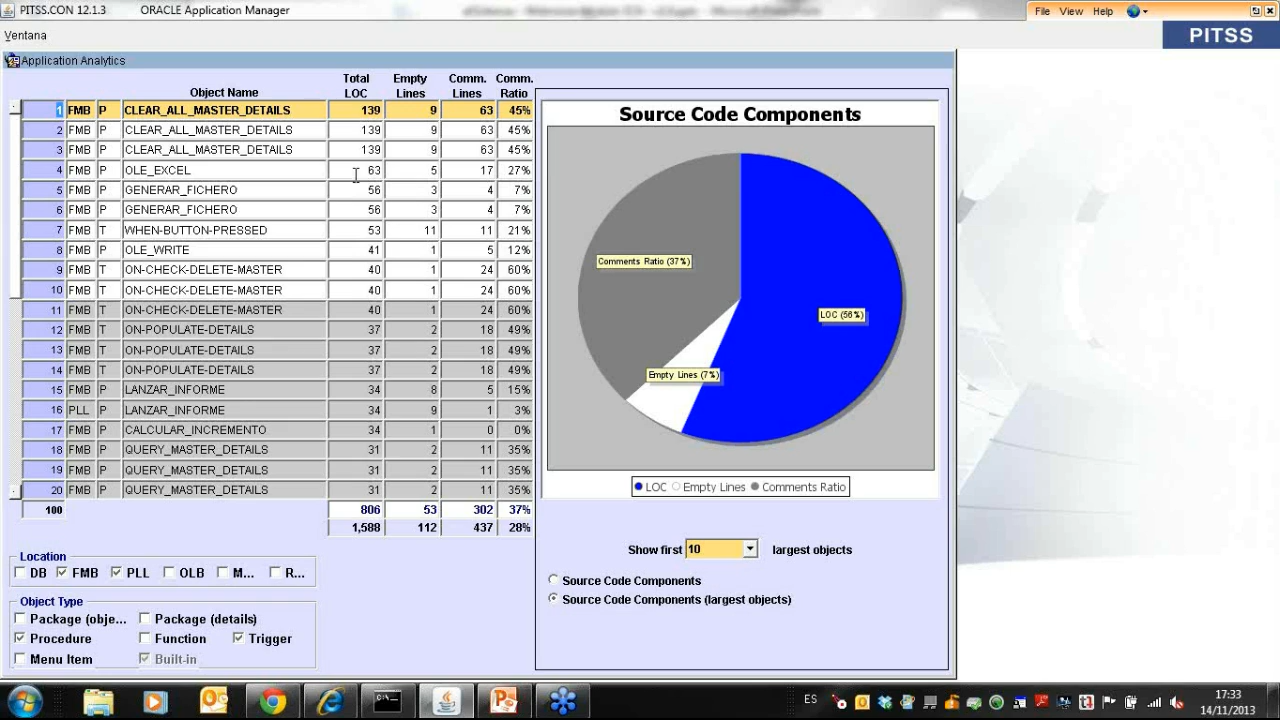 PITSS.CON 12.1.3 ORACLE Application Manager
File View Help
Ventana
PITSS
Application Analytics
Object Name Total LOC Empty Lines Comm. Lines Comm. Ratio
1 FMB P CLEAR_ALL_MASTER_DETAILS 139 9 63 45%
2 FMB P CLEAR_ALL_MASTER_DETAILS 139 9 63 45%
3 FMB P CLEAR_ALL_MASTER_DETAILS 139 9 63 45%
4 FMB P OLE_EXCEL 63 5 17 27%
5 FMB P GENERAR_FICHERO 56 3 4 7%
6 FMB P GENERAR_FICHERO 56 3 4 7%
7 FMB T WHEN-BUTTON-PRESSED 53 11 11 21%
8 FMB P OLE_WRITE 41 1 5 12%
9 FMB T ON-CHECK-DELETE-MASTER 40 1 24 60%
10 FMB T ON-CHECK-DELETE-MASTER 40 1 24 60%
11 FMB T ON-CHECK-DELETE-MASTER 40 1 24 60%
12 FMB T ON-POPULATE-DETAILS 37 2 18 49%
13 FMB T ON-POPULATE-DETAILS 37 2 18 49%
14 FMB T ON-POPULATE-DETAILS 37 2 18 49%
15 FMB P LANZAR_INFORME 34 8 5 15%
16 PLL P LANZAR_INFORME 34 9 1 3%
17 FMB P CALCULAR_INCREMENTO 34 1 0 0%
18 FMB P QUERY_MASTER_DETAILS 31 2 11 35%
19 FMB P QUERY_MASTER_DETAILS 31 2 11 35%
20 FMB P QUERY_MASTER_DETAILS 31 2 11 35%
100 806 53 302 37%
1,588 112 437 28%
Location
DB FMB PLL OLB M... R...
Object Type
Package (obje... Package (details)
Procedure Function Trigger
Menu Item Built-in
Source Code Components
Comments Ratio (37%)
LOC (56%)
Empty Lines (7%)
LOC Empty Lines Comments Ratio
Show first 10 largest objects
Source Code Components
Source Code Components (largest objects)
C:\.
ES
17:33
14/11/2013